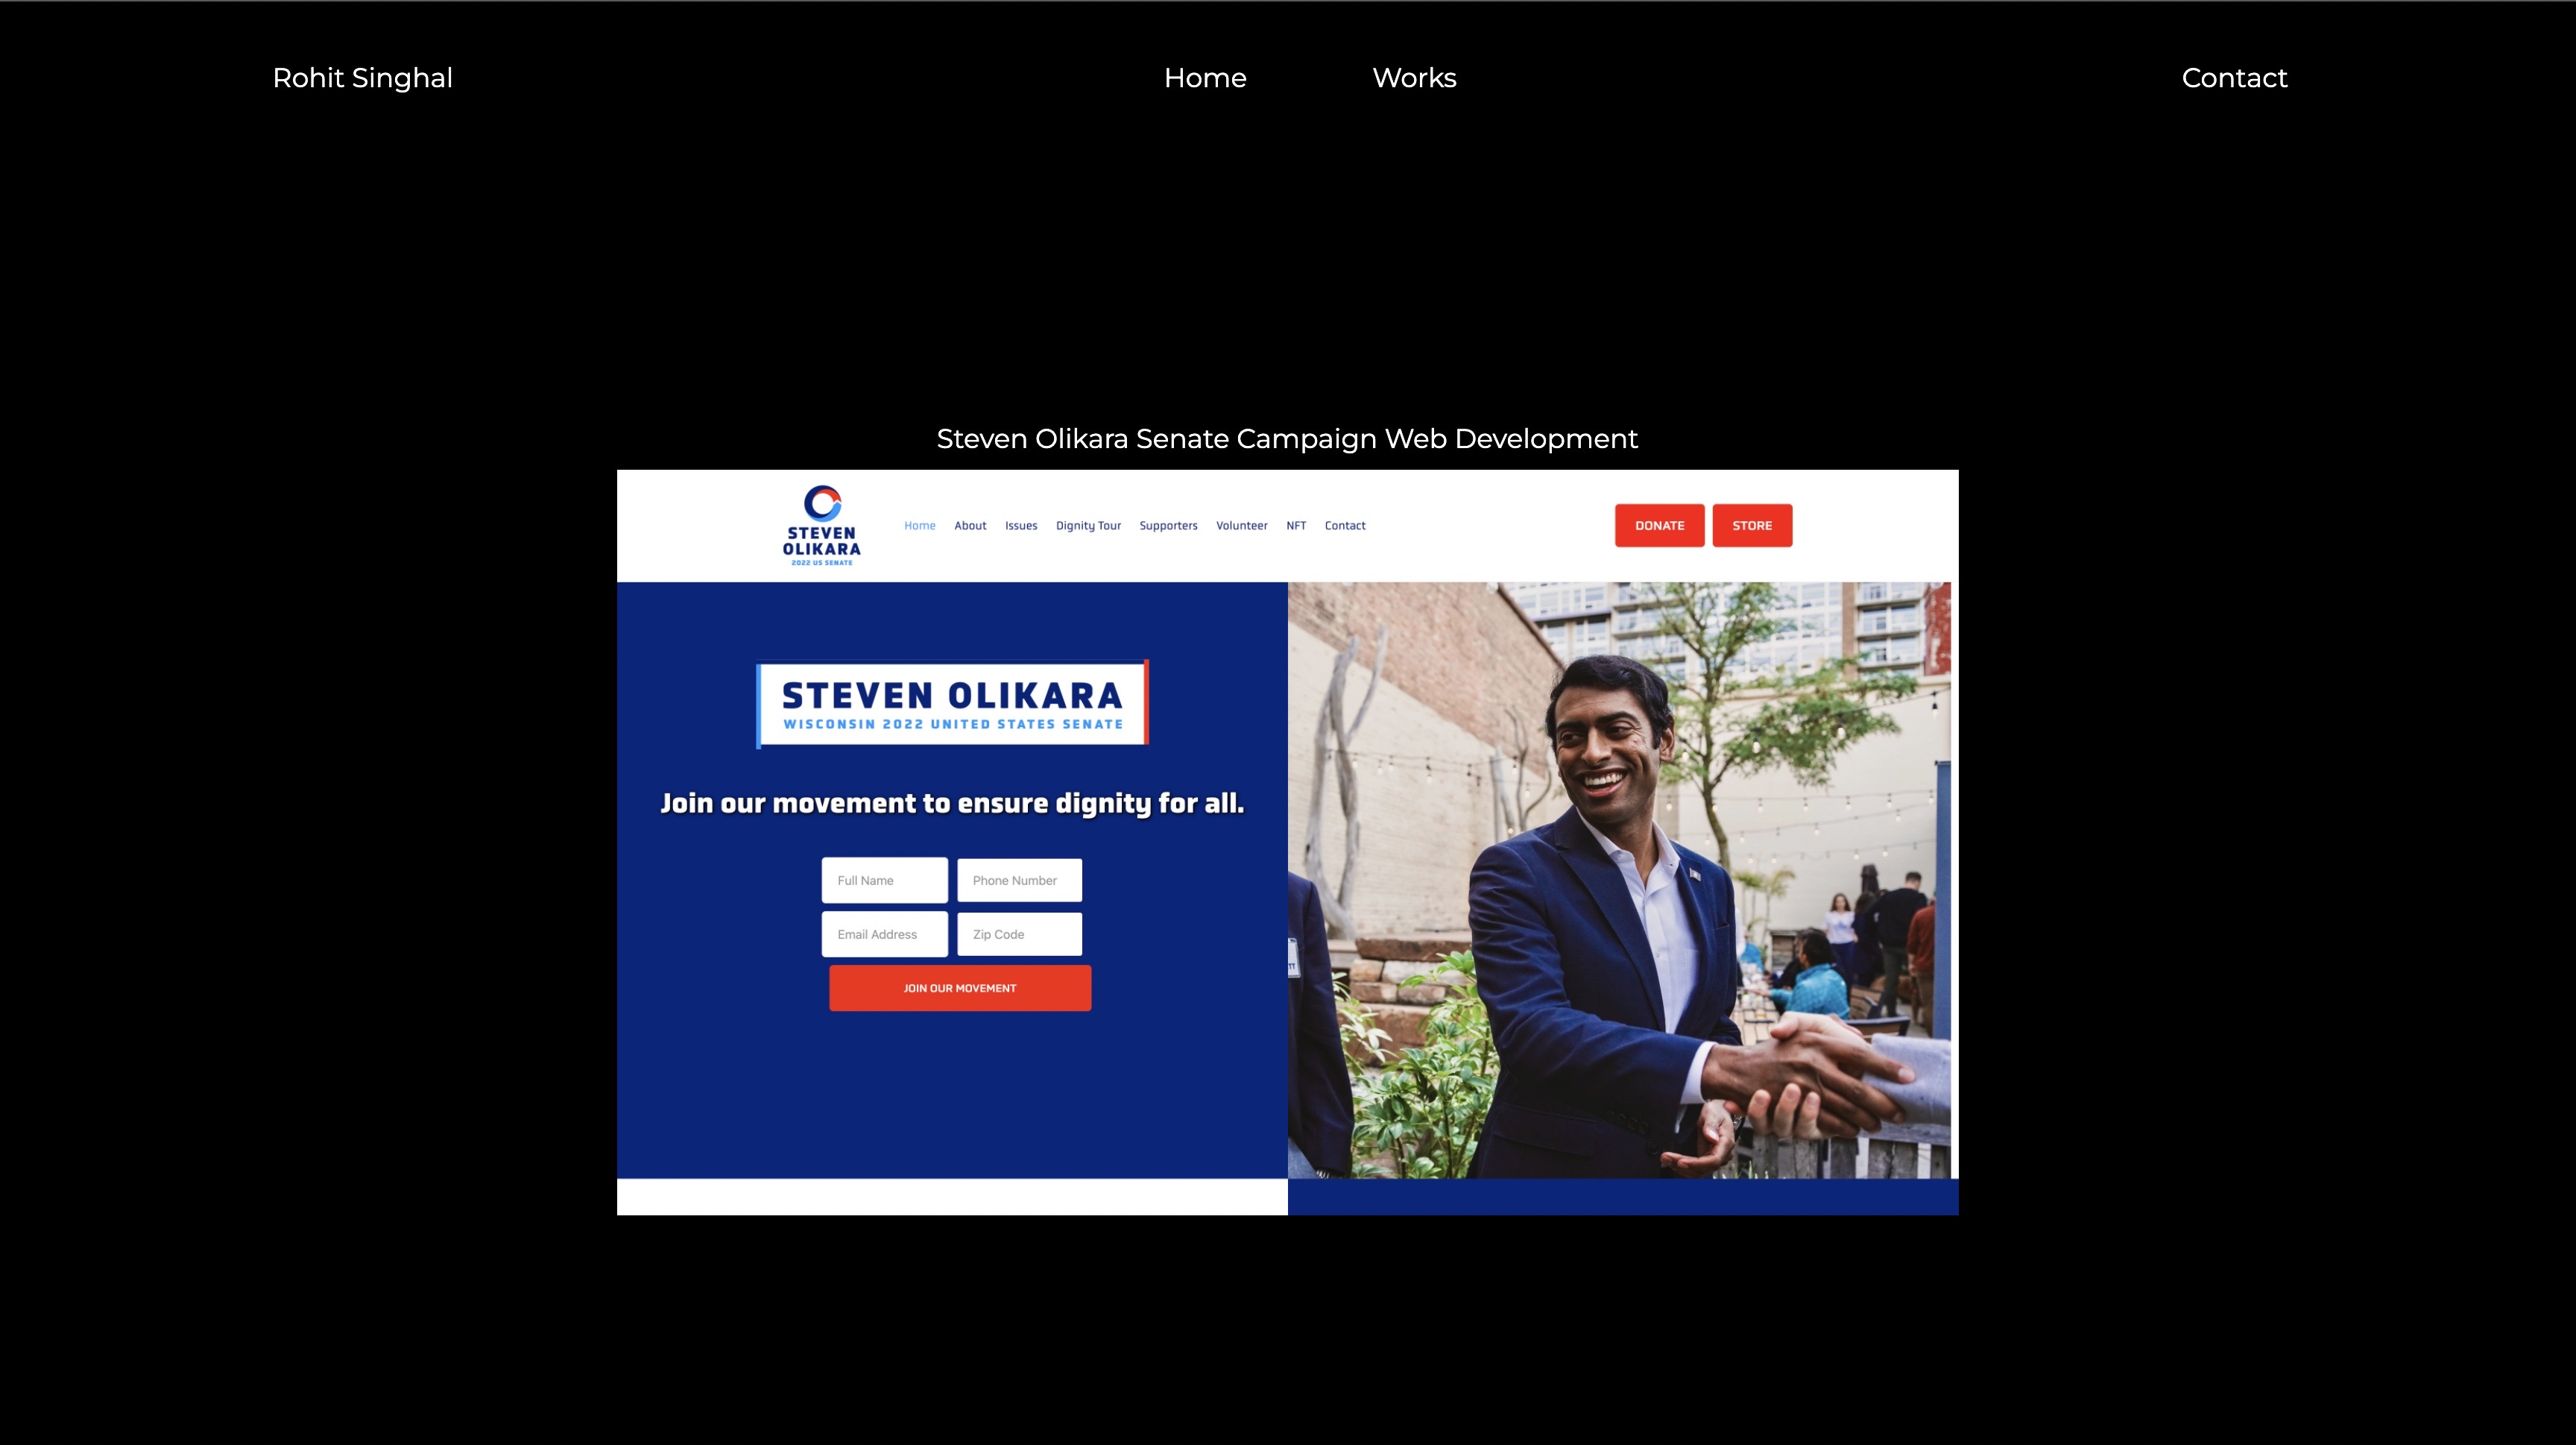 Rohit Singhal
Home
Works
Contact
Steven Olikara Senate Campaign Web Development
STEVEN
OLIKARA
2022 US SENATE
Home
About
Issues
Dignity Tour
Supporters
Volunteer
NFT
Contact
DONATE
STORE
STEVEN OLIKARA
WISCONSIN 2022 UNITED STATES SENATE
Join our movement to ensure dignity for all.
Full Name
Phone Number
Email Address
Zip Code
JOIN OUR MOVEMENT